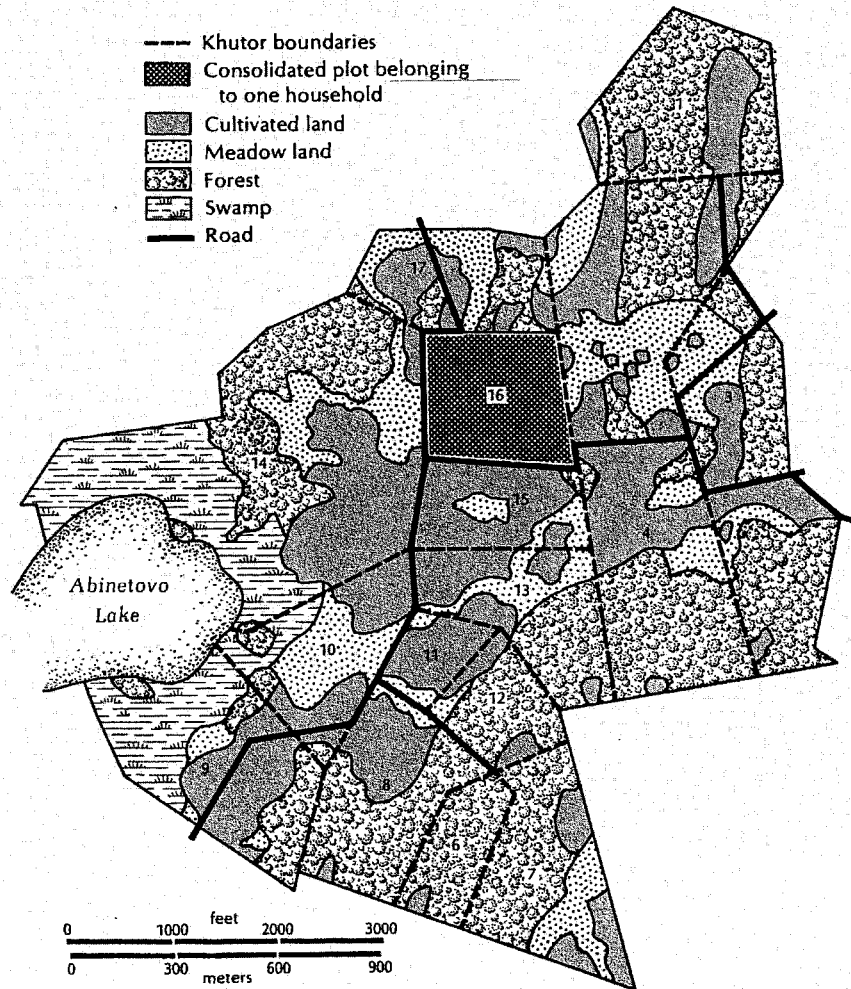 Khutor boundaries
Consolidated plot belonging
to one household
Cultivated land
Meadow land
Forest
Swamp
Road
1
17
16
3
14
15
4
5
Abinetovo
Lake
13
10
11
12
9
8
6
7
feet
0 1000 2000 3000
0 300 600 900
meters